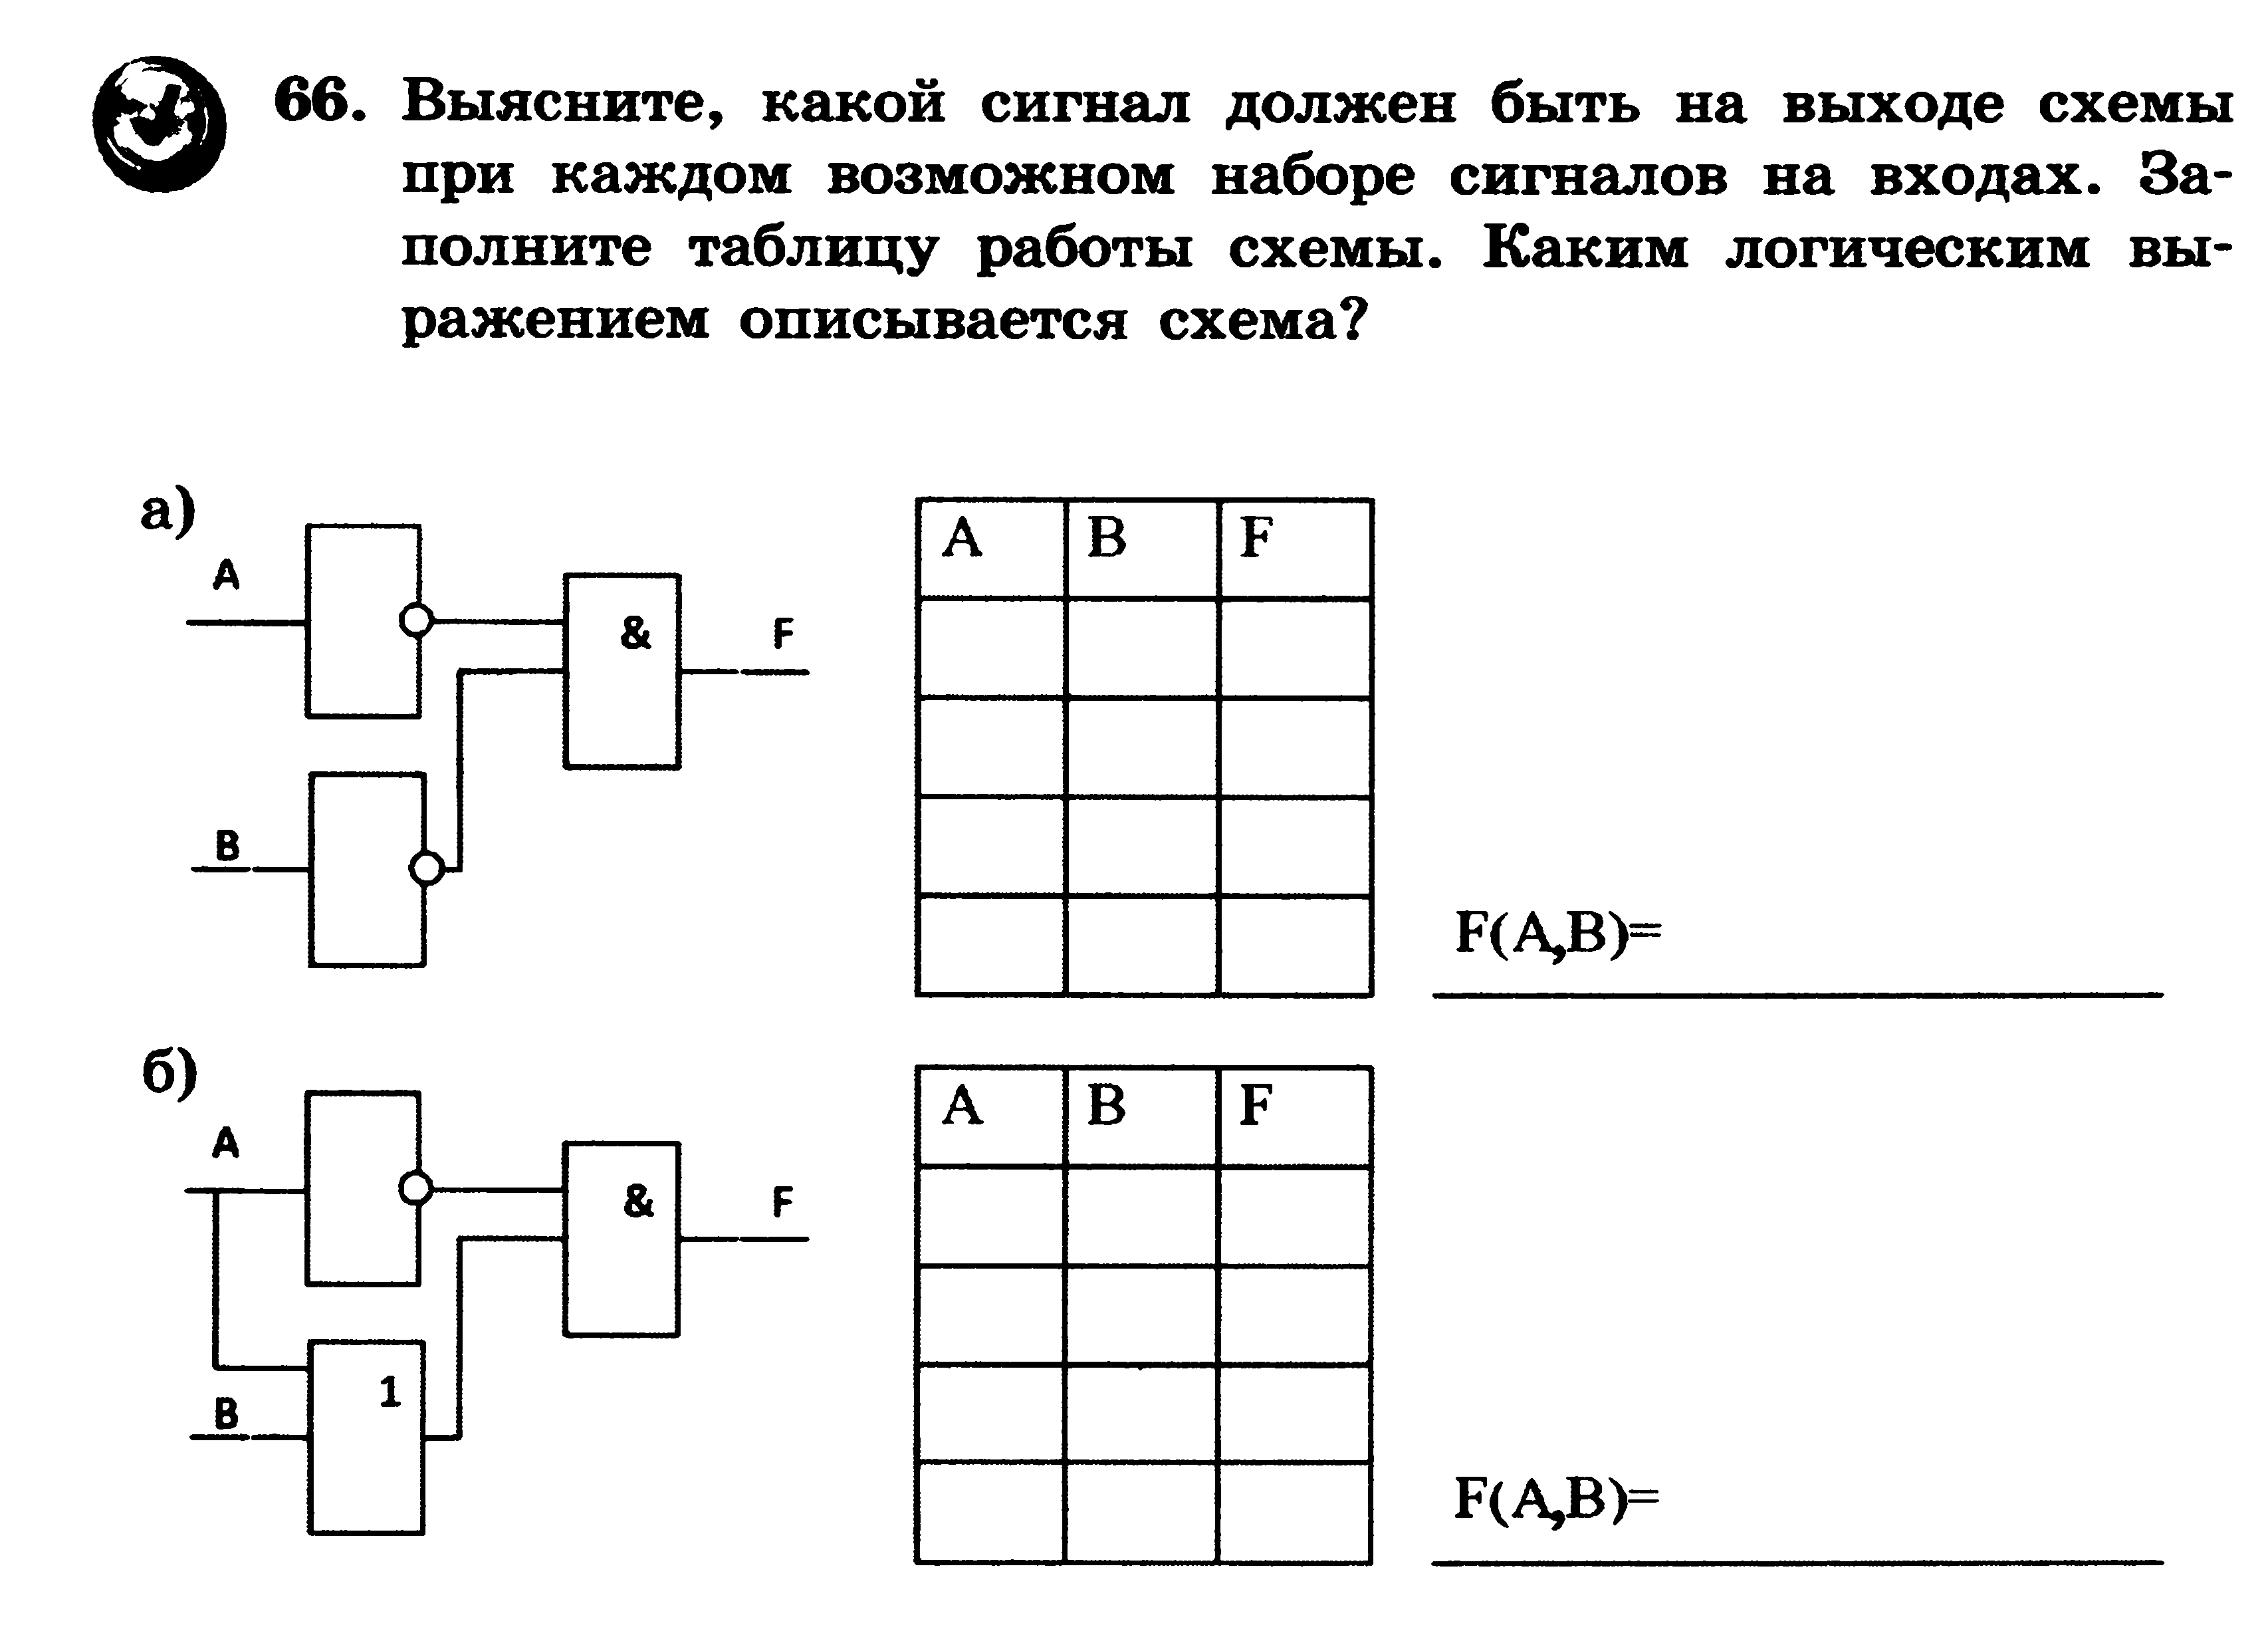 66. Выясните, какой сигнал должен быть на выходе схемы
при каждом возможном наборе сигналов на входах. За-
полните таблицу работы схемы. Каким логическим вы-
ражением описывается схема?
а)
A
B
&
F
A B F
F(A,B)=
б)
A
B
1
&
F
A B F
F(A,B)=